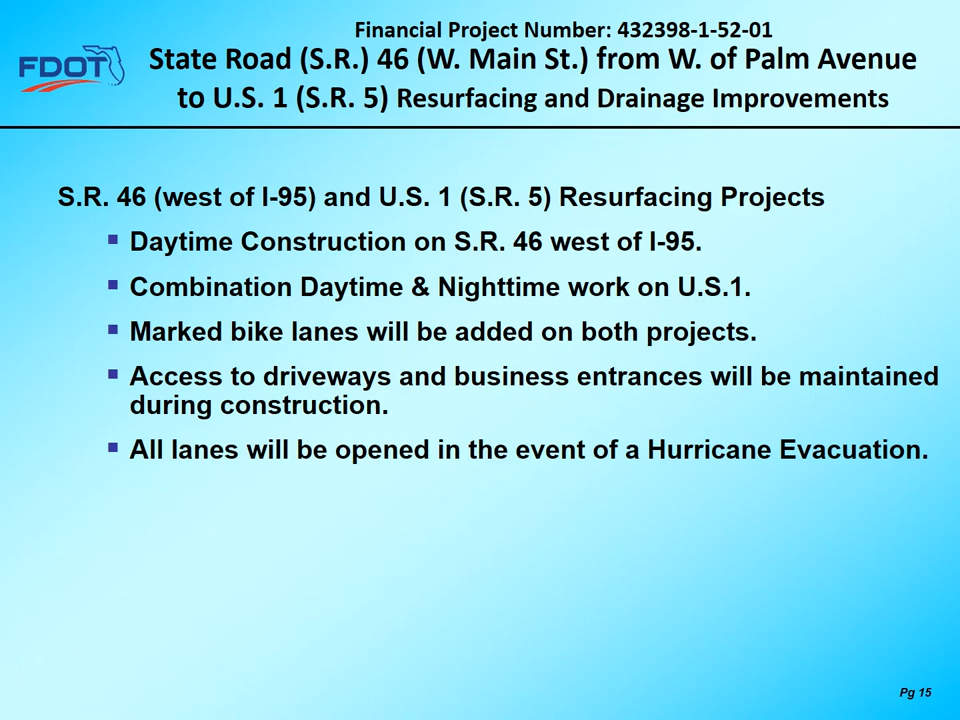 Financial Project Number: 432398-1-52-01
FDOT
State Road (S.R.) 46 (W. Main St.) from W. of Palm Avenue
to U.S. 1 (S.R. 5) Resurfacing and Drainage Improvements
S.R. 46 (west of I-95) and U.S. 1 (S.R. 5) Resurfacing Projects
▪ Daytime Construction on S.R. 46 west of I-95.
▪ Combination Daytime & Nighttime work on U.S.1.
▪ Marked bike lanes will be added on both projects.
▪ Access to driveways and business entrances will be maintained
during construction.
▪ All lanes will be opened in the event of a Hurricane Evacuation.
Pg 15